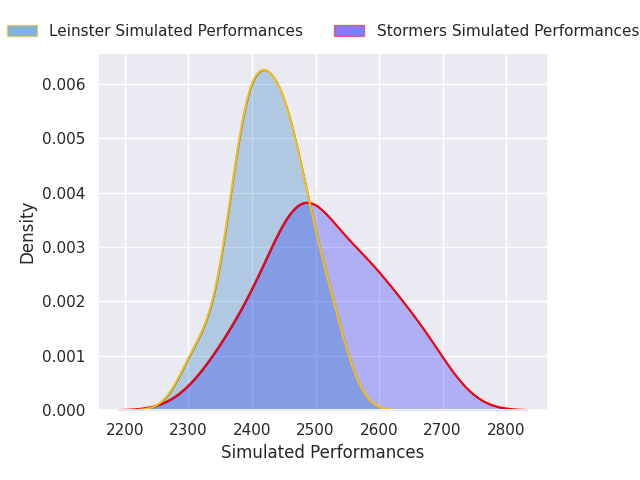 Leinster Simulated Performances Stormers Simulated Performances
0.006
0.005
0.004
0.003
0.002
0.001
0.000
Density
2200 2300 2400 2500 2600 2700 2800
Simulated Performances